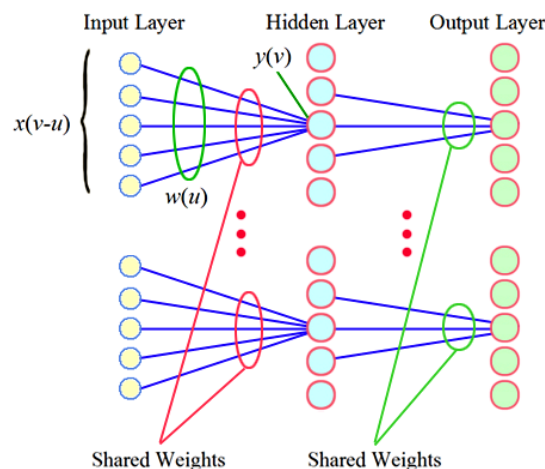 Input Layer Hidden Layer Output Layer
y(v)
x(v-u)
w(u)
Shared Weights Shared Weights